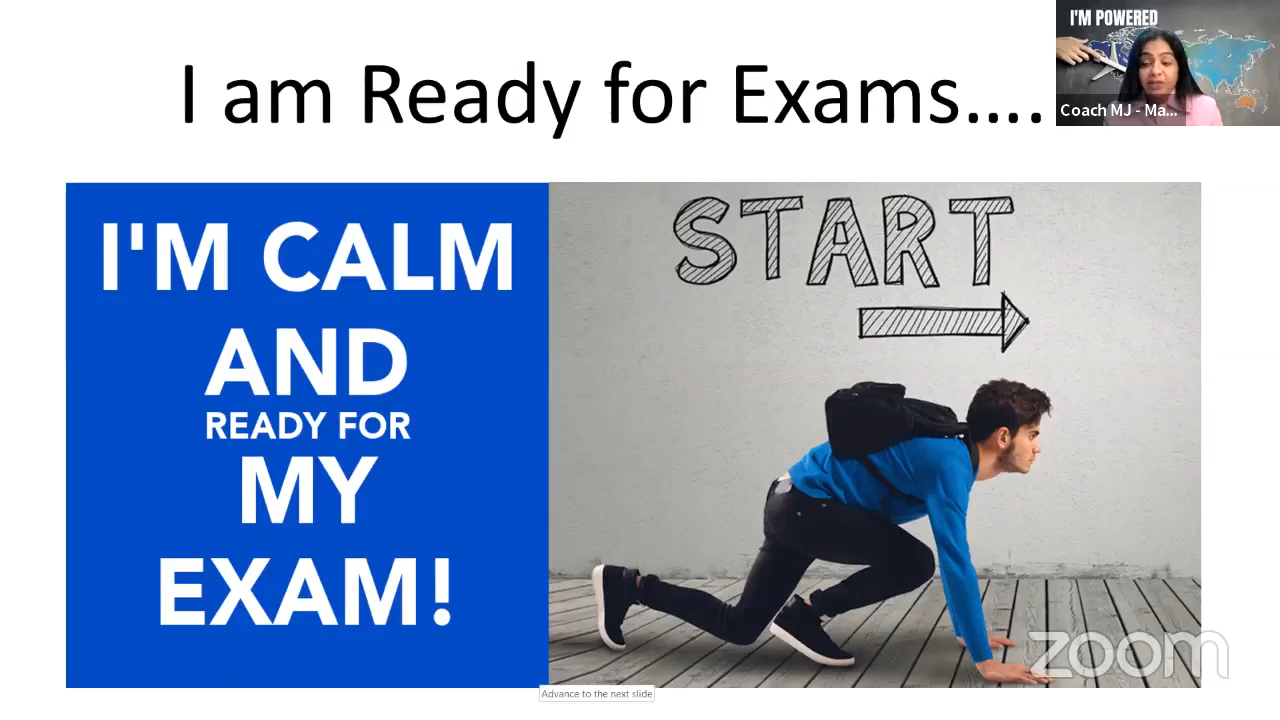 I am Ready for Exams....
I'M POWERED
Coach MJ - Ma...
I'M CALM
AND
READY FOR
MY
EXAM!
START
zoom
Advance to the next slide